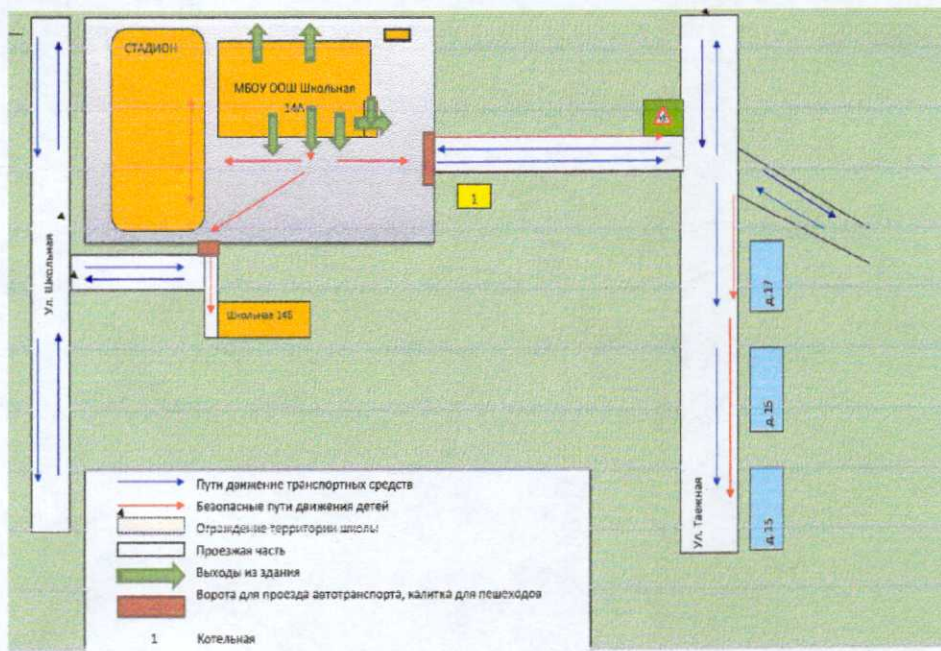 СТАДИОН
МБОУ ООШ Школьная
14А
1
Ул. Школьная
Школьная 14Б
д.17
д.15
д.15
Ул. Таежная
Пути движение транспортных средств
Безопасные пути движения детей
Ограждение территории школы
Проезжая часть
Выходы из здания
Ворота для проезда автотранспорта, калитка для пешеходов
1 Котельная